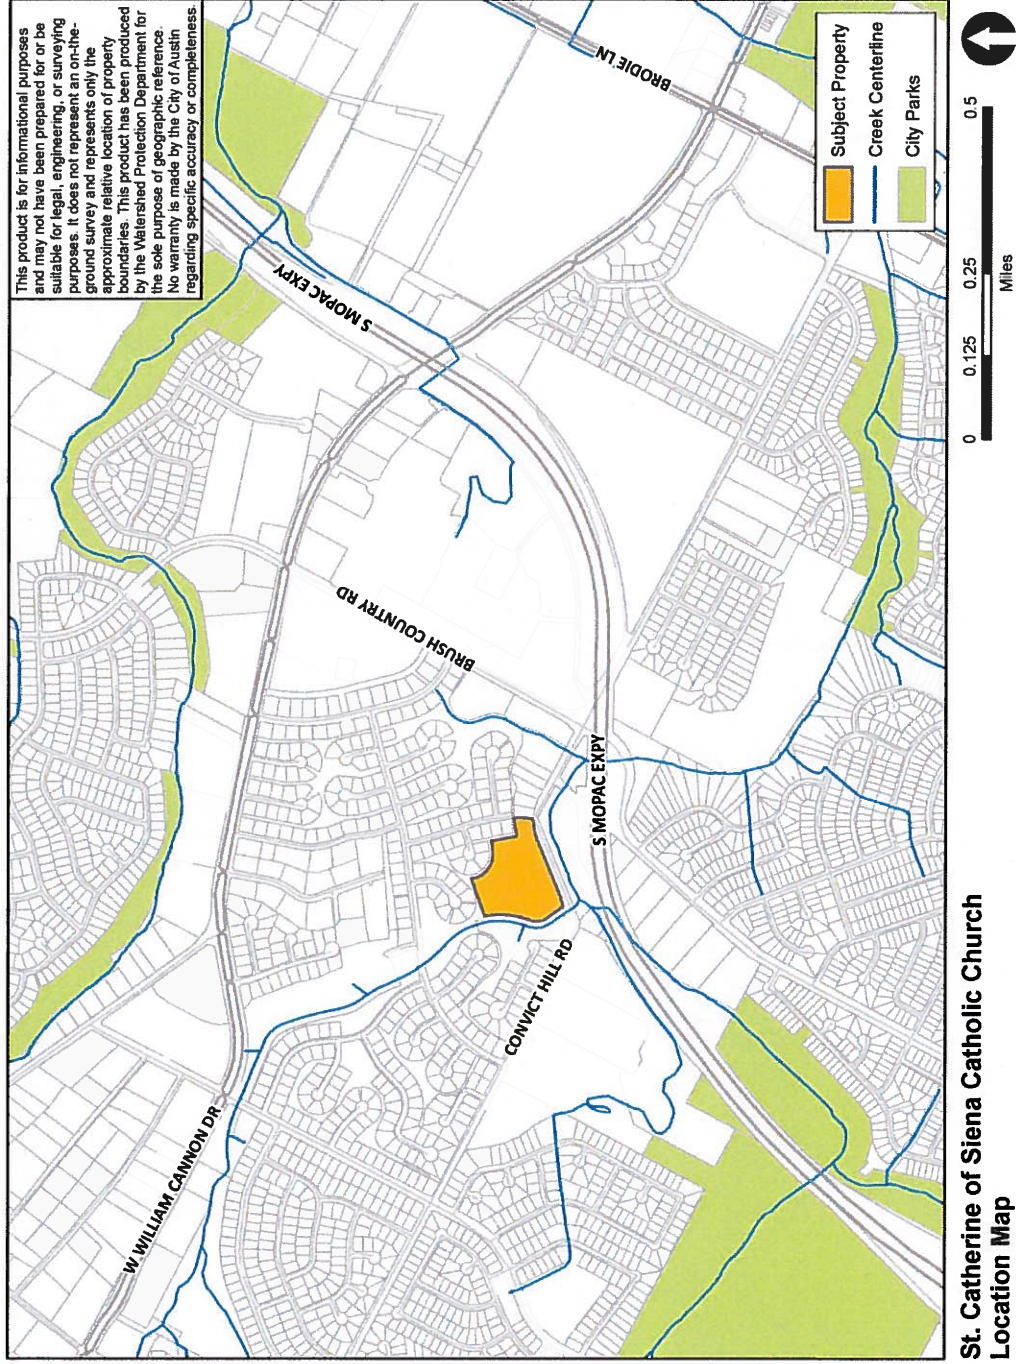 This product is for informational purposes
and may not have been prepared for or be
suitable for legal, engineering, or surveying
purposes. It does not represent an on-the-
ground survey and represents only the
approximate relative location of property
boundaries. This product has been produced
by the Watershed Protection Department for
the sole purpose of geographic reference.
No warranty is made by the City of Austin
regarding specific accuracy or completeness.
BRODIE LN
S MOPAC EXPY
BRUSH COUNTRY RD
S MOPAC EXPY
CONVICT HILL RD
W WILLIAM CANNON DR
Subject Property
Creek Centerline
City Parks
0 0.125 0.25 0.5
Miles
St. Catherine of Siena Catholic Church
Location Map